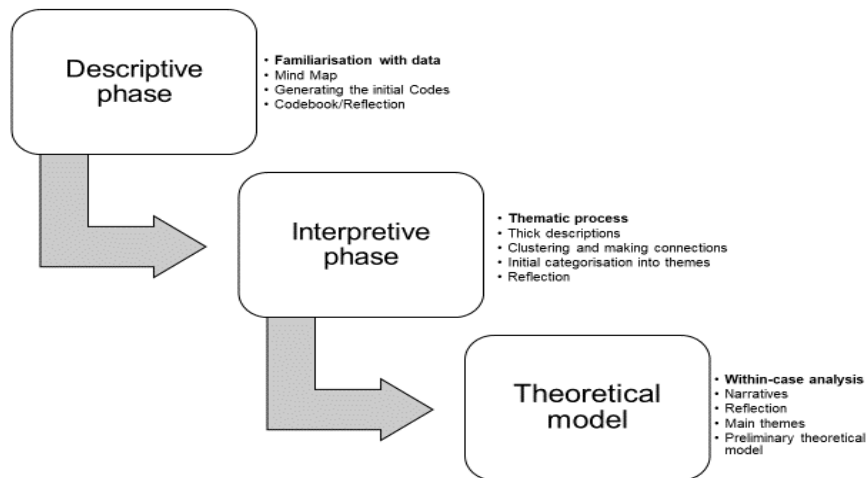 Descriptive
phase
• Familiarisation with data
• Mind Map
• Generating the initial Codes
• Codebook/Reflection
Interpretive
phase
• Thematic process
• Thick descriptions
• Clustering and making connections
• Initial categorisation into themes
• Reflection
Theoretical
model
• Within-case analysis
• Narratives
• Reflection
• Main themes
• Preliminary theoretical
model